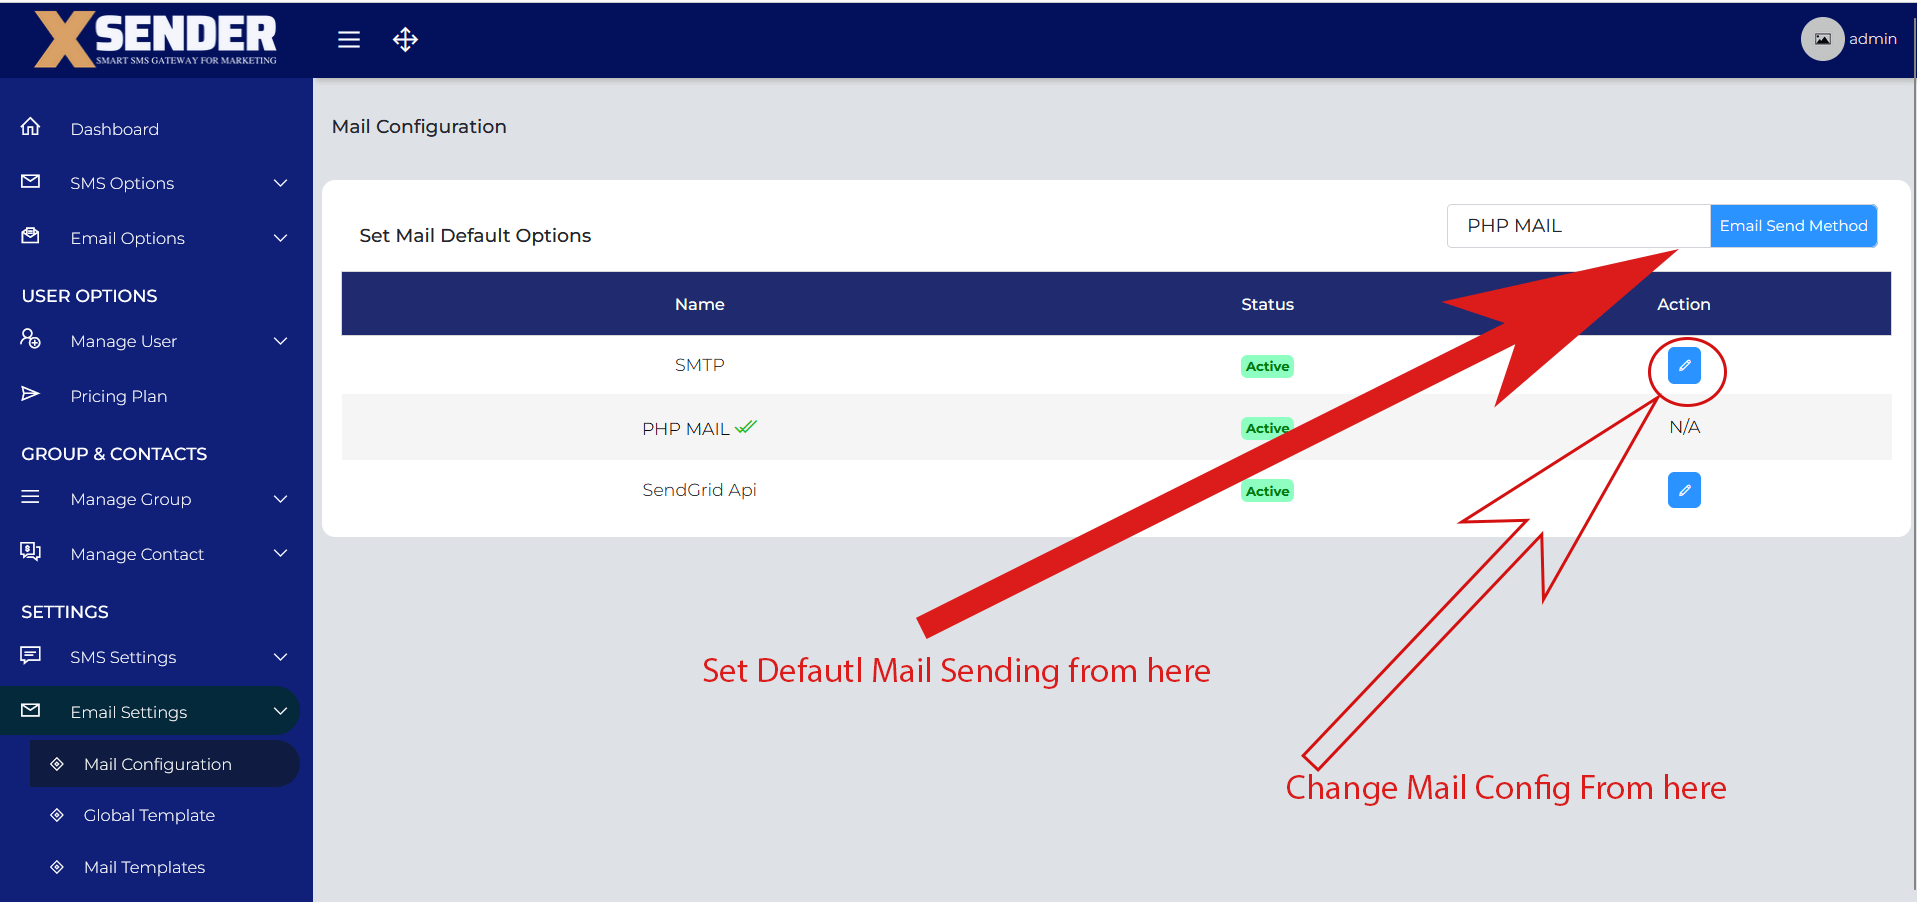 XSENDER
SMART SMS GATEWAY FOR MARKETING
admin
Dashboard
SMS Options
Email Options
USER OPTIONS
Manage User
Pricing Plan
GROUP & CONTACTS
Manage Group
Manage Contact
SETTINGS
SMS Settings
Email Settings
Mail Configuration
Global Template
Mail Templates
Mail Configuration
Set Mail Default Options
PHP MAIL Email Send Method
Name Status Action
SMTP Active
PHP MAIL Active N/A
SendGrid Api Active
Set Defautl Mail Sending from here
Change Mail Config From here